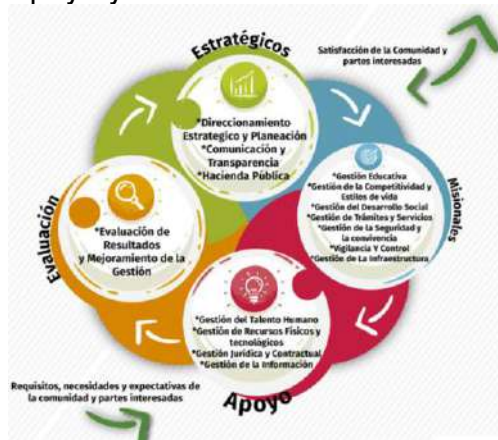 Estratégicos
Satisfacción de la Comunidad y
partes interesadas
*Direccionamiento
Estrategico y Planeación
*Comunicación y
Transparencia
*Hacienda Pública
Misionales
*Gestión Educativa
*Gestión de la Competitividad y
Estilos de vida
*Gestión del Desarrollo Social
*Gestión de Trámites y Servicios
*Gestión de la Seguridad y
la convivencia
*Vigilancia Y Control
*Gestión de La Infraestructura
Evaluación
*Evaluación de
Resultados
y Mejoramiento de la
Gestión
*Gestión del Talento Humano
*Gestión de Recursos Físicos y
tecnológicos
*Gestión Jurídica y Contractual
*Gestión de la Información
Apoyo
Requisitos, necesidades y expectativas de
la comunidad y partes interesadas